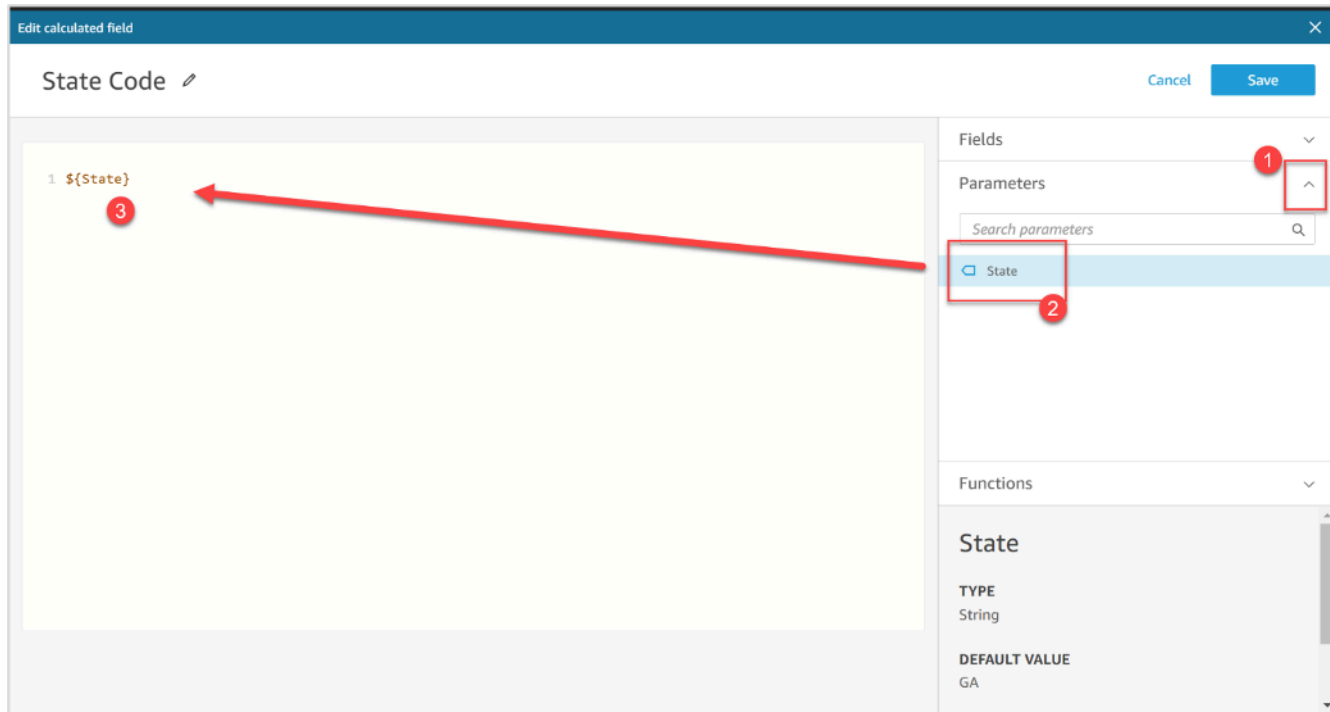 Edit calculated field
State Code
Cancel
Save
Fields
1
Parameters
1 ${State}
3
Search parameters
State
2
Functions
State
TYPE
String
DEFAULT VALUE
GA